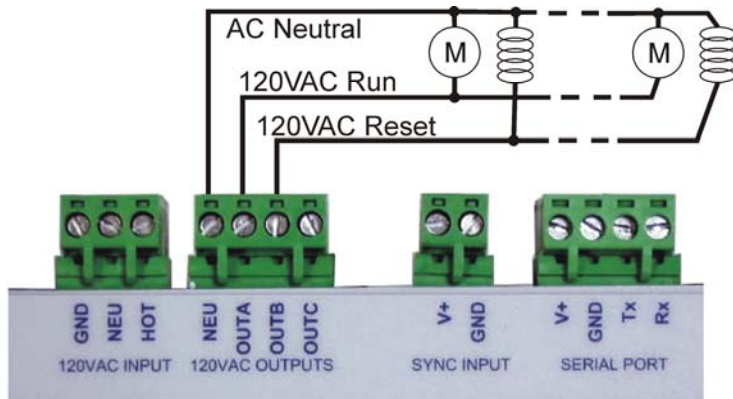 AC Neutral
M
M
120VAC Run
120VAC Reset
GND
NEU
HOT
NEU
OUTA
OUTB
OUTC
V+
GND
V+
GND
Tx
Rx
120VAC INPUT
120VAC OUTPUTS
SYNC INPUT
SERIAL PORT